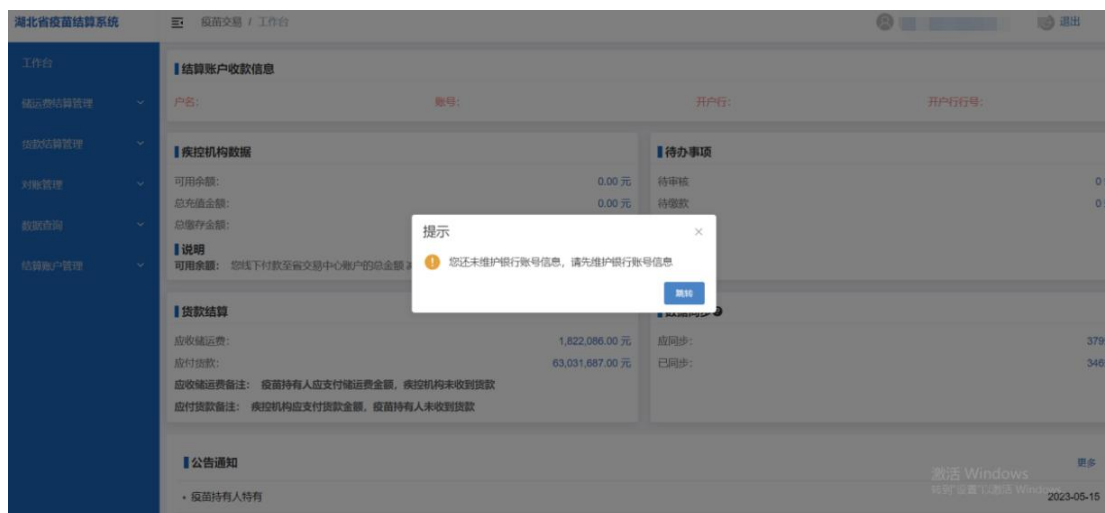 湖北省疫苗结算系统
疫苗交易 / 工作台
退出
工作台
储运费结算管理
货款结算管理
对账管理
数据查询
结算账户管理
结算账户收款信息
户名: 账号: 开户行: 开户行行号:
疾控机构数据
可用余额: 0.00 元
总充值金额: 0.00 元
总缴存金额:
说明
可用余额: 您线下付款至省交易中心账户的总金额
待办事项
待审核 0
待缴款 0
提示
您还未维护银行账号信息，请先维护银行账号信息
跳转
货款结算
应收储运费: 1,822,086.00 元
应付货款: 63,031,687.00 元
应收储运费备注: 疫苗持有人应支付储运费金额，疾控机构未收到货款
应付货款备注: 疾控机构应支付货款金额，疫苗持有人未收到货款
数据同步
应同步: 379
已同步: 346
公告通知
更多
• 疫苗持有人特有 2023-05-15
激活 Windows
转到"设置"以激活 Windows